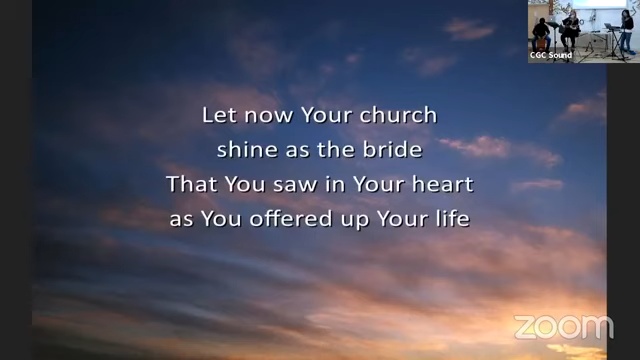 CGC Sound
Let now Your church
shine as the bride
That You saw in Your heart
as You offered up Your life
zoom